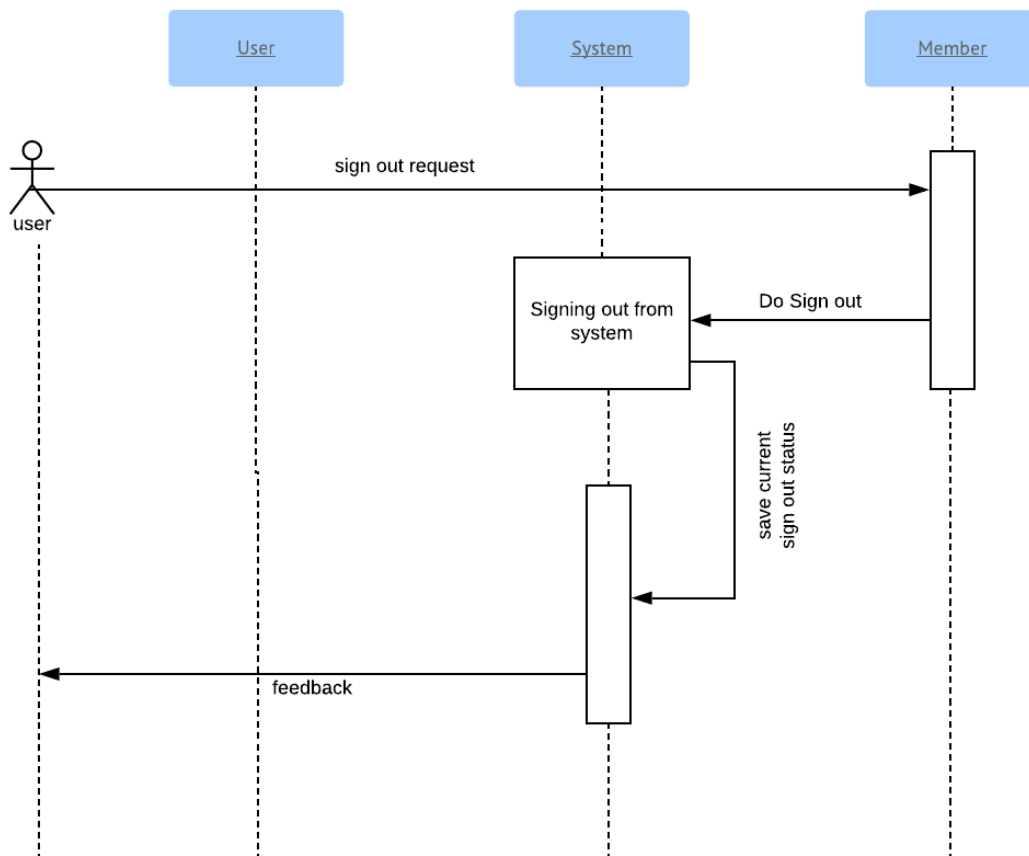 User
System
Member
sign out request
user
Do Sign out
Signing out from
system
save current
sign out status
feedback